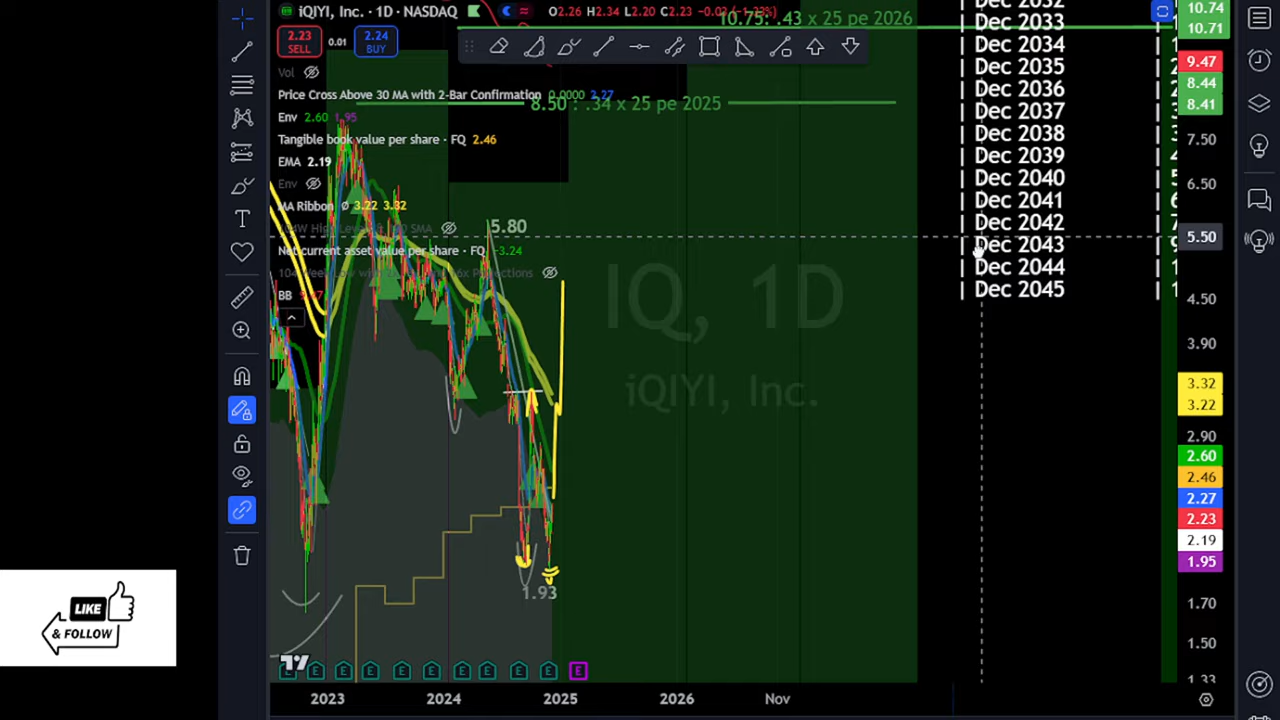 Dec 2032
iQIYI, Inc. · 1D · NASDAQ
O2.26 H2.34 L2.20 C2.23
10.75: .43 x 25 pe 2026
Dec 2033
10.74
10.71
2.23
SELL
0.01
2.24
BUY
Dec 2034
9.47
Vol
Dec 2035
8.44
Price Cross Above 30 MA with 2-Bar Confirmation 0.0000 2.27
8.50 : .34 x 25 pe 2025
Dec 2036
8.41
Env 2.60 1.95
Dec 2037
Tangible book value per share · FQ 2.46
Dec 2038
7.50
EMA 2.19
Dec 2039
Env
Dec 2040
6.50
MA Ribbon ∅ 3.22 3.32
Dec 2041
5.80
Dec 2042
5.50
Net current asset value per share · FQ -3.24
Dec 2043
Dec 2044
BB
Dec 2045
4.50
IQ, 1D
3.90
iQIYI, Inc.
3.32
3.22
2.90
2.60
2.46
2.27
2.23
2.19
1.95
1.93
1.70
LIKE
& FOLLOW
1.50
E E E E E E E E E E
1.33
2023 2024 2025 2026 Nov